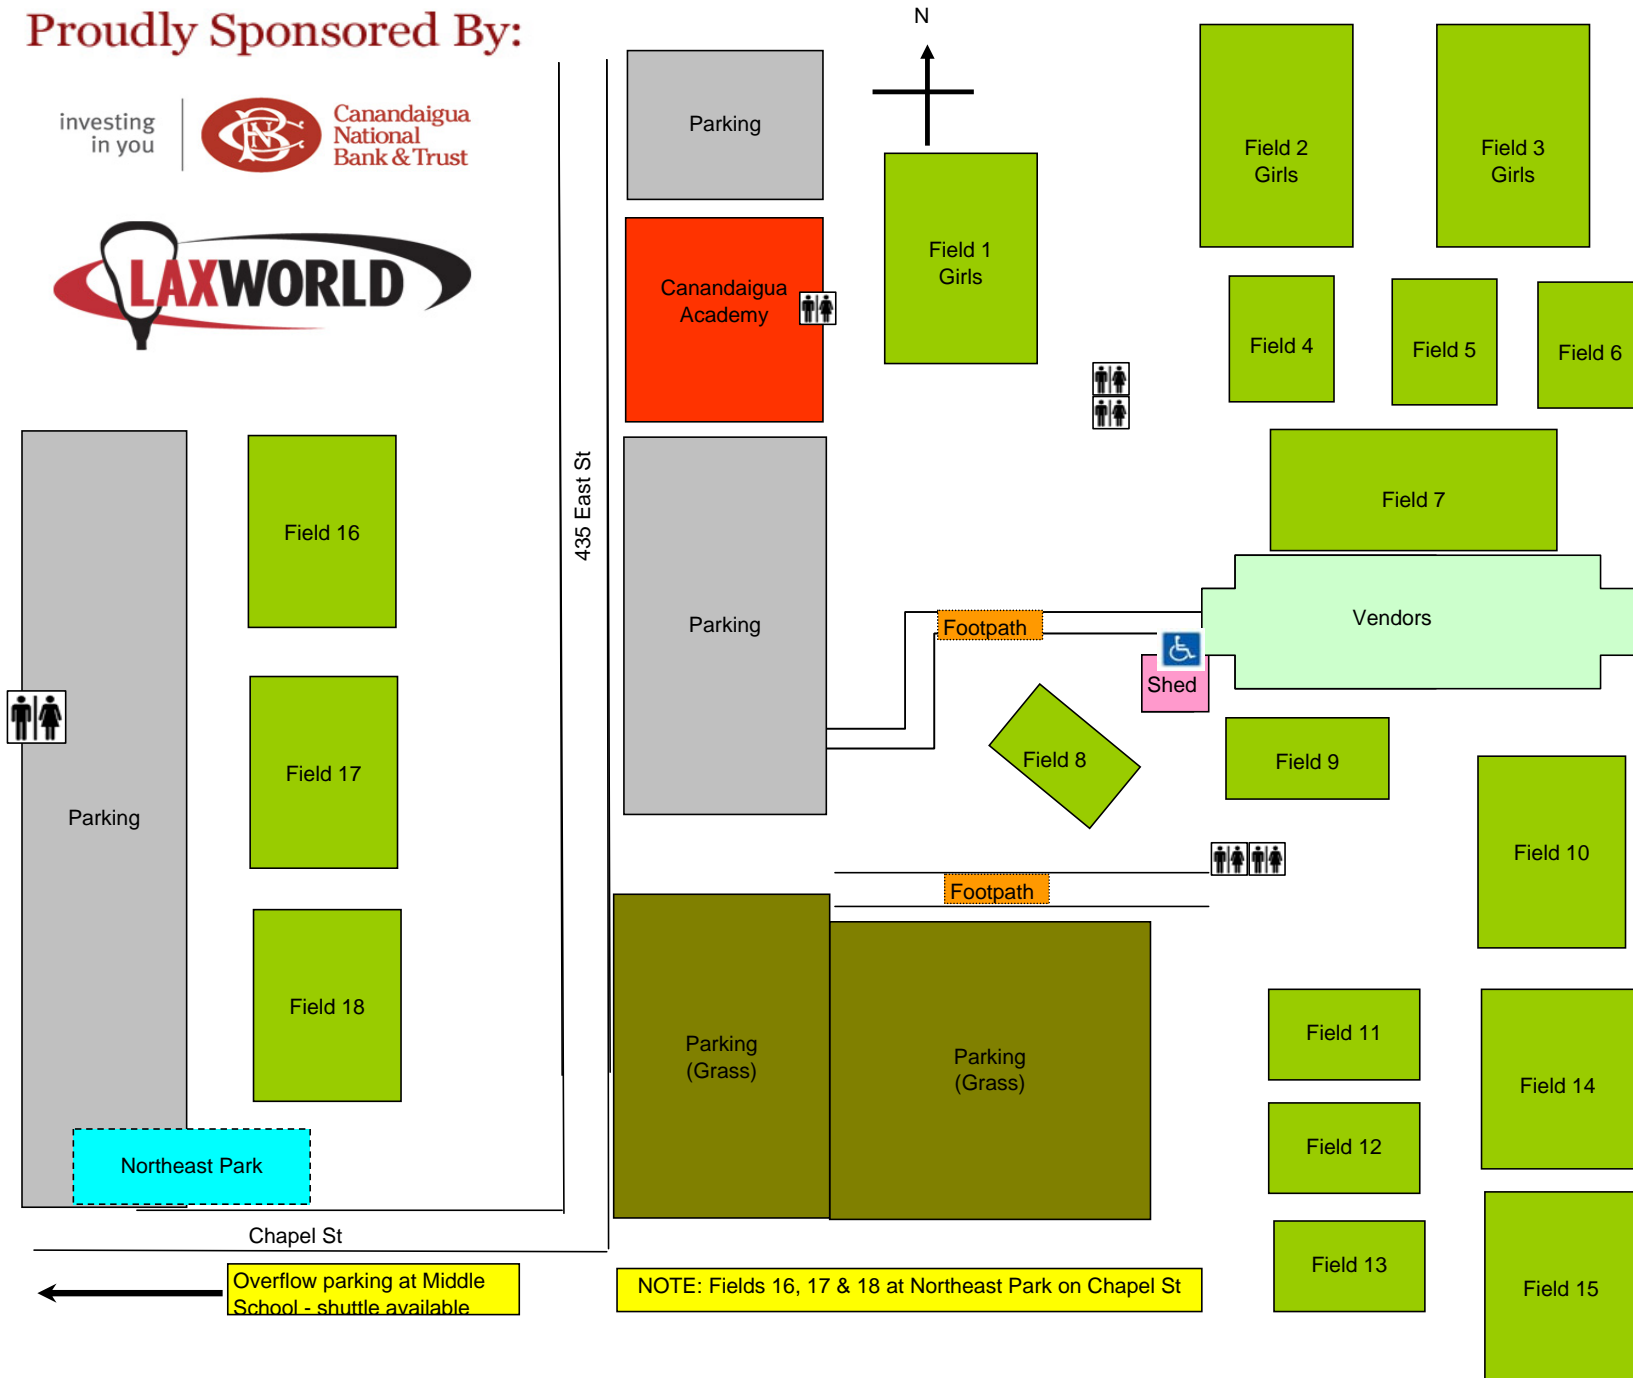 Proudly Sponsored By:
investing
in you
CNB
Canandaigua
National
Bank & Trust
LAXWORLD
N
Parking
Field 2
Girls
Field 3
Girls
Field 1
Girls
Canandaigua
Academy
Field 4
Field 5
Field 6
Field 7
Field 16
435 East St
Parking
Footpath
Vendors
Shed
Field 8
Field 9
Field 17
Parking
Field 10
Footpath
Field 18
Parking
(Grass)
Parking
(Grass)
Field 11
Field 14
Field 12
Northeast Park
Chapel St
Field 13
Field 15
Overflow parking at Middle
School - shuttle available
NOTE: Fields 16, 17 & 18 at Northeast Park on Chapel St